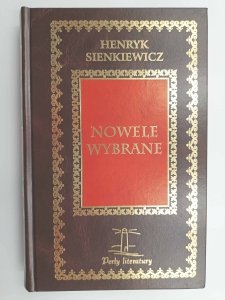 HENRYK
SIENKIEWICZ
NOWELE
WYBRANE
Perły literatury